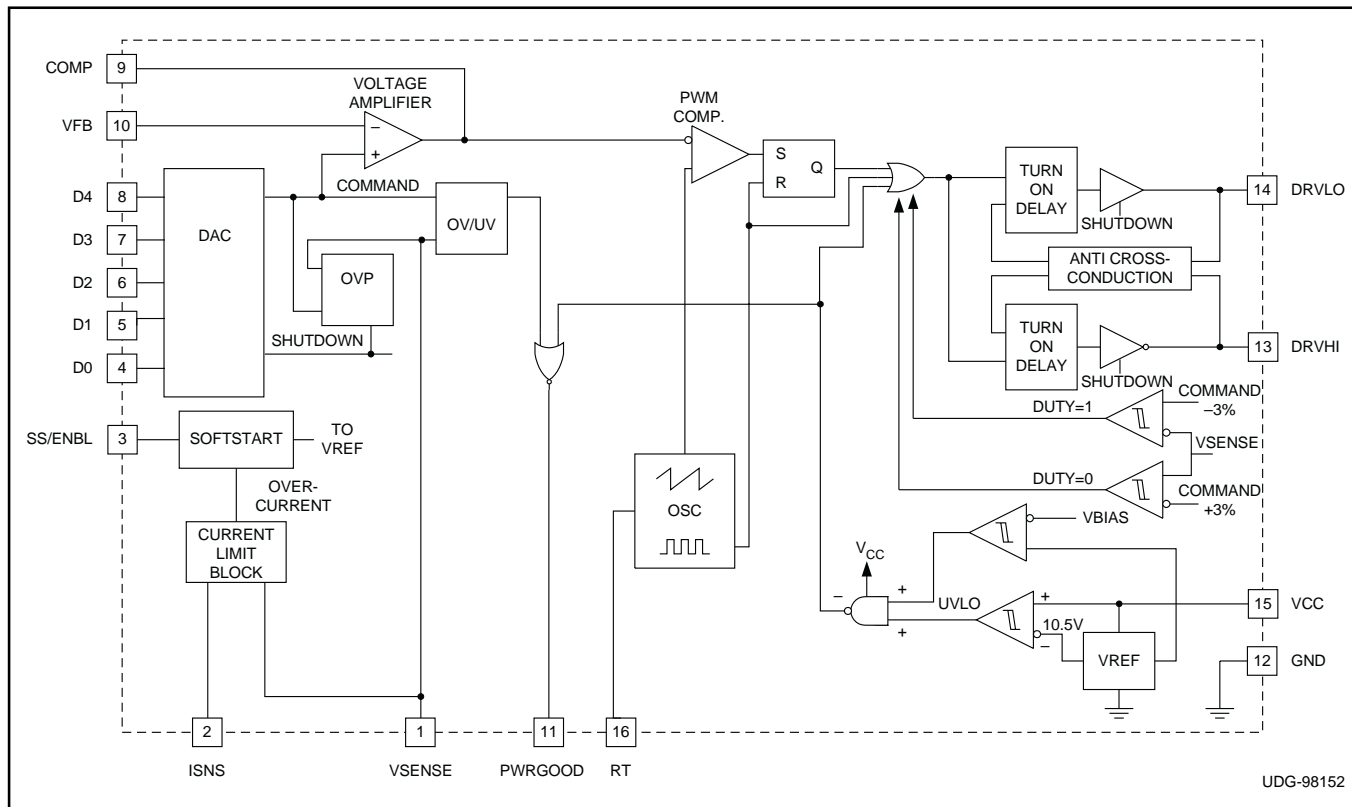 COMP
9
VOLTAGE
AMPLIFIER
PWM
COMP.
VFB
10
–
+
S
R
Q
D4
8
COMMAND
DAC
OV/UV
TURN
ON
DELAY
SHUTDOWN
14
DRVLO
D3
7
D2
6
OVP
ANTI CROSS-
CONDUCTION
D1
5
SHUTDOWN
D0
4
TURN
ON
DELAY
SHUTDOWN
13
DRVHI
SS/ENBL
3
SOFTSTART
TO
VREF
DUTY=1
COMMAND
–3%
VSENSE
OVER-
CURRENT
OSC
DUTY=0
COMMAND
+3%
CURRENT
LIMIT
BLOCK
VBIAS
VCC
–
+
+
UVLO
+
10.5V
–
VREF
15
VCC
12
GND
2
1
11
16
ISNS
VSENSE
PWRGOOD
RT
UDG-98152